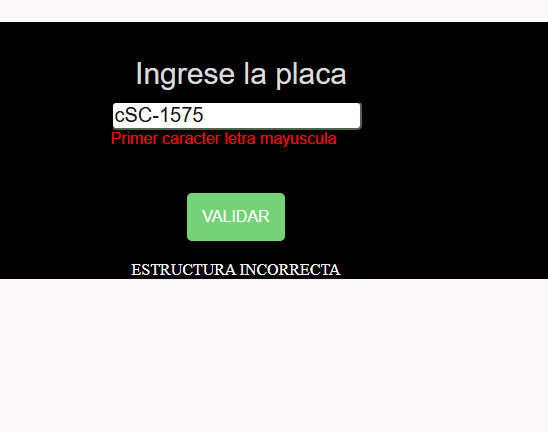 Ingrese la placa
cSC-1575
Primer caracter letra mayuscula
VALIDAR
ESTRUCTURA INCORRECTA